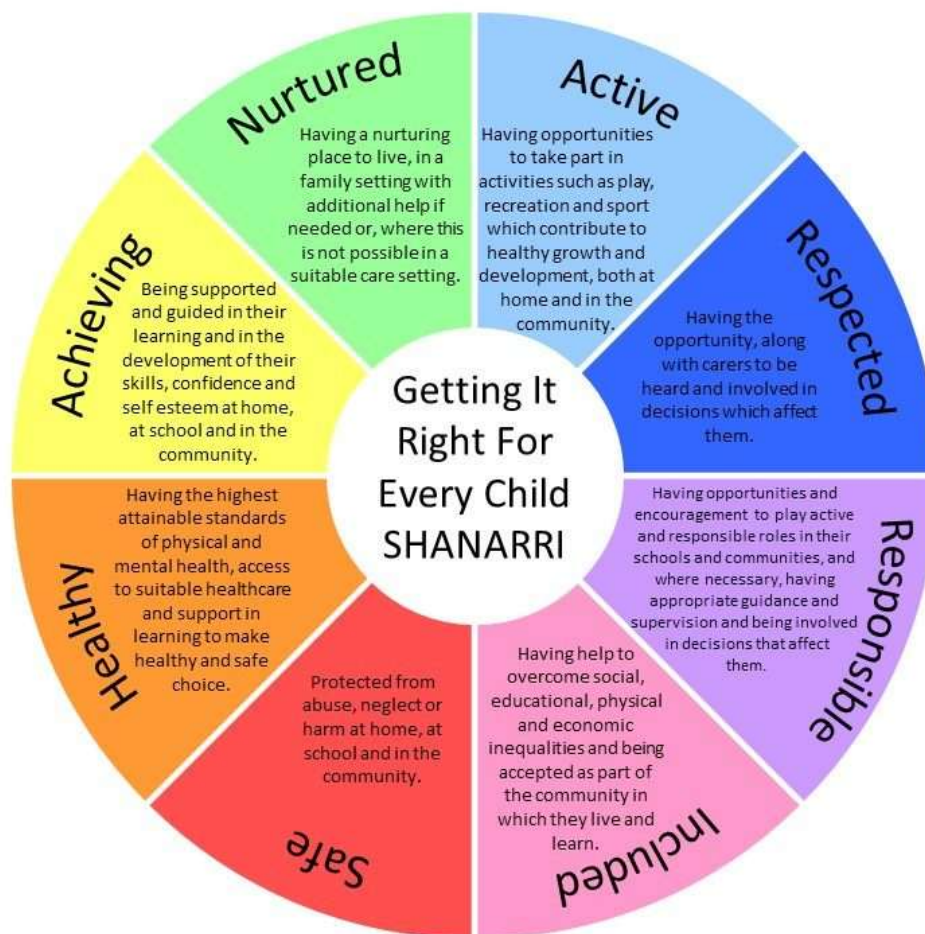 Nurtured
Having a nurturing
place to live, in a
family setting with
additional help if
needed or, where this
is not possible in a
suitable care setting.
Active
Having opportunities
to take part in
activities such as play,
recreation and sport
which contribute to
healthy growth and
development, both at
home and in the
community.
Respected
Having the
opportunity, along
with carers to be
heard and involved in
decisions which affect
them.
Responsible
Having opportunities and
encouragement to play active
and responsible roles in their
schools and communities, and
where necessary, having
appropriate guidance and
supervision and being involved
in decisions that affect
them.
Included
Having help to
overcome social,
educational, physical
and economic
inequalities and being
accepted as part of
the community in
which they live and
learn.
Safe
Protected from
abuse, neglect or
harm at home, at
school and in the
community.
Healthy
Having the highest
attainable standards
of physical and
mental health, access
to suitable healthcare
and support in
learning to make
healthy and safe
choice.
Achieving
Being supported
and guided in their
learning and in the
development of their
skills, confidence and
self esteem at home,
at school and in the
community.
Getting It
Right For
Every Child
SHANARRI